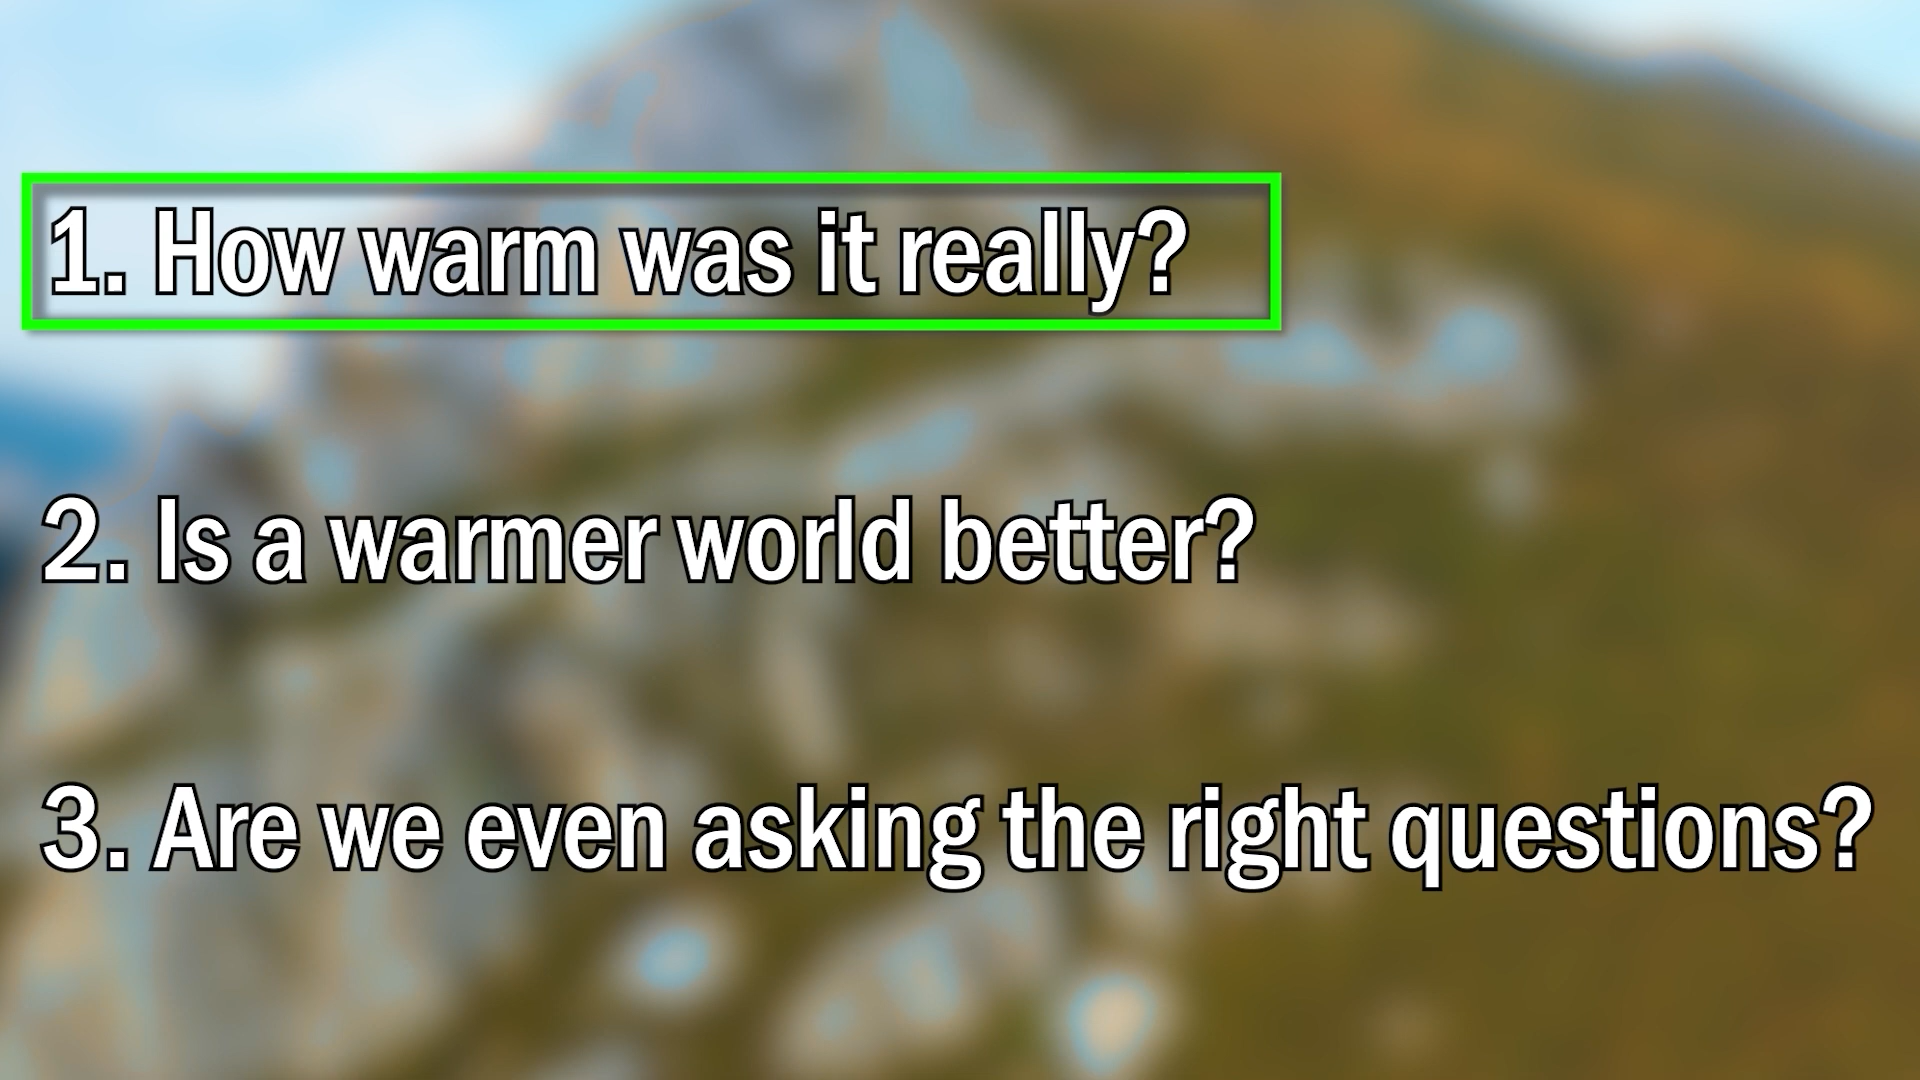 1. How warm was it really?
2. Is a warmer world better?
3. Are we even asking the right questions?